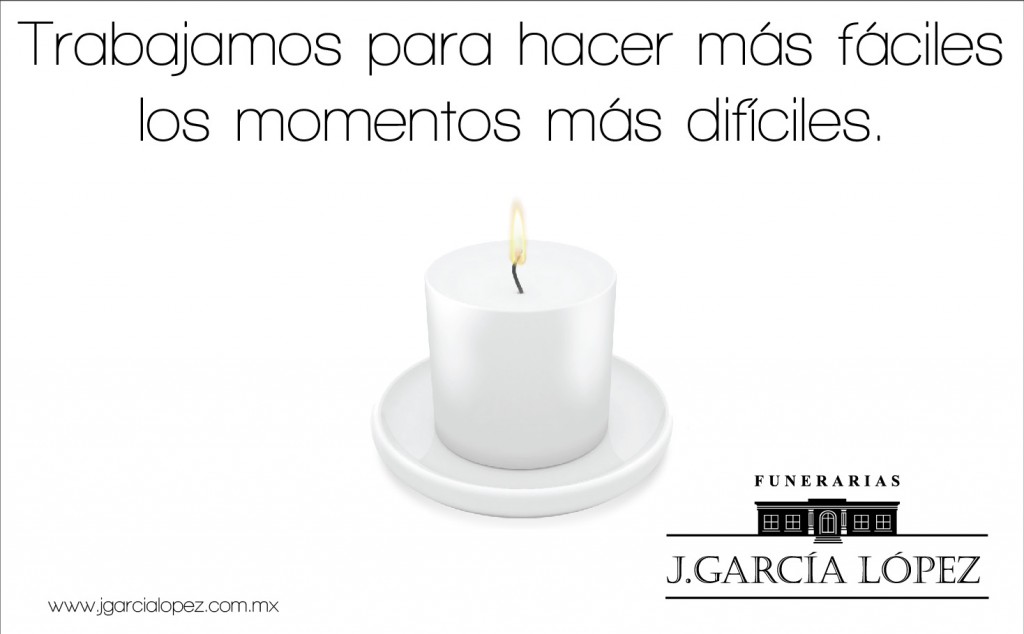 Trabajamos para hacer más fáciles
los momentos más difíciles.
FUNERARIAS
J.GARCÍA LÓPEZ
www.jgarcialopez.com.mx